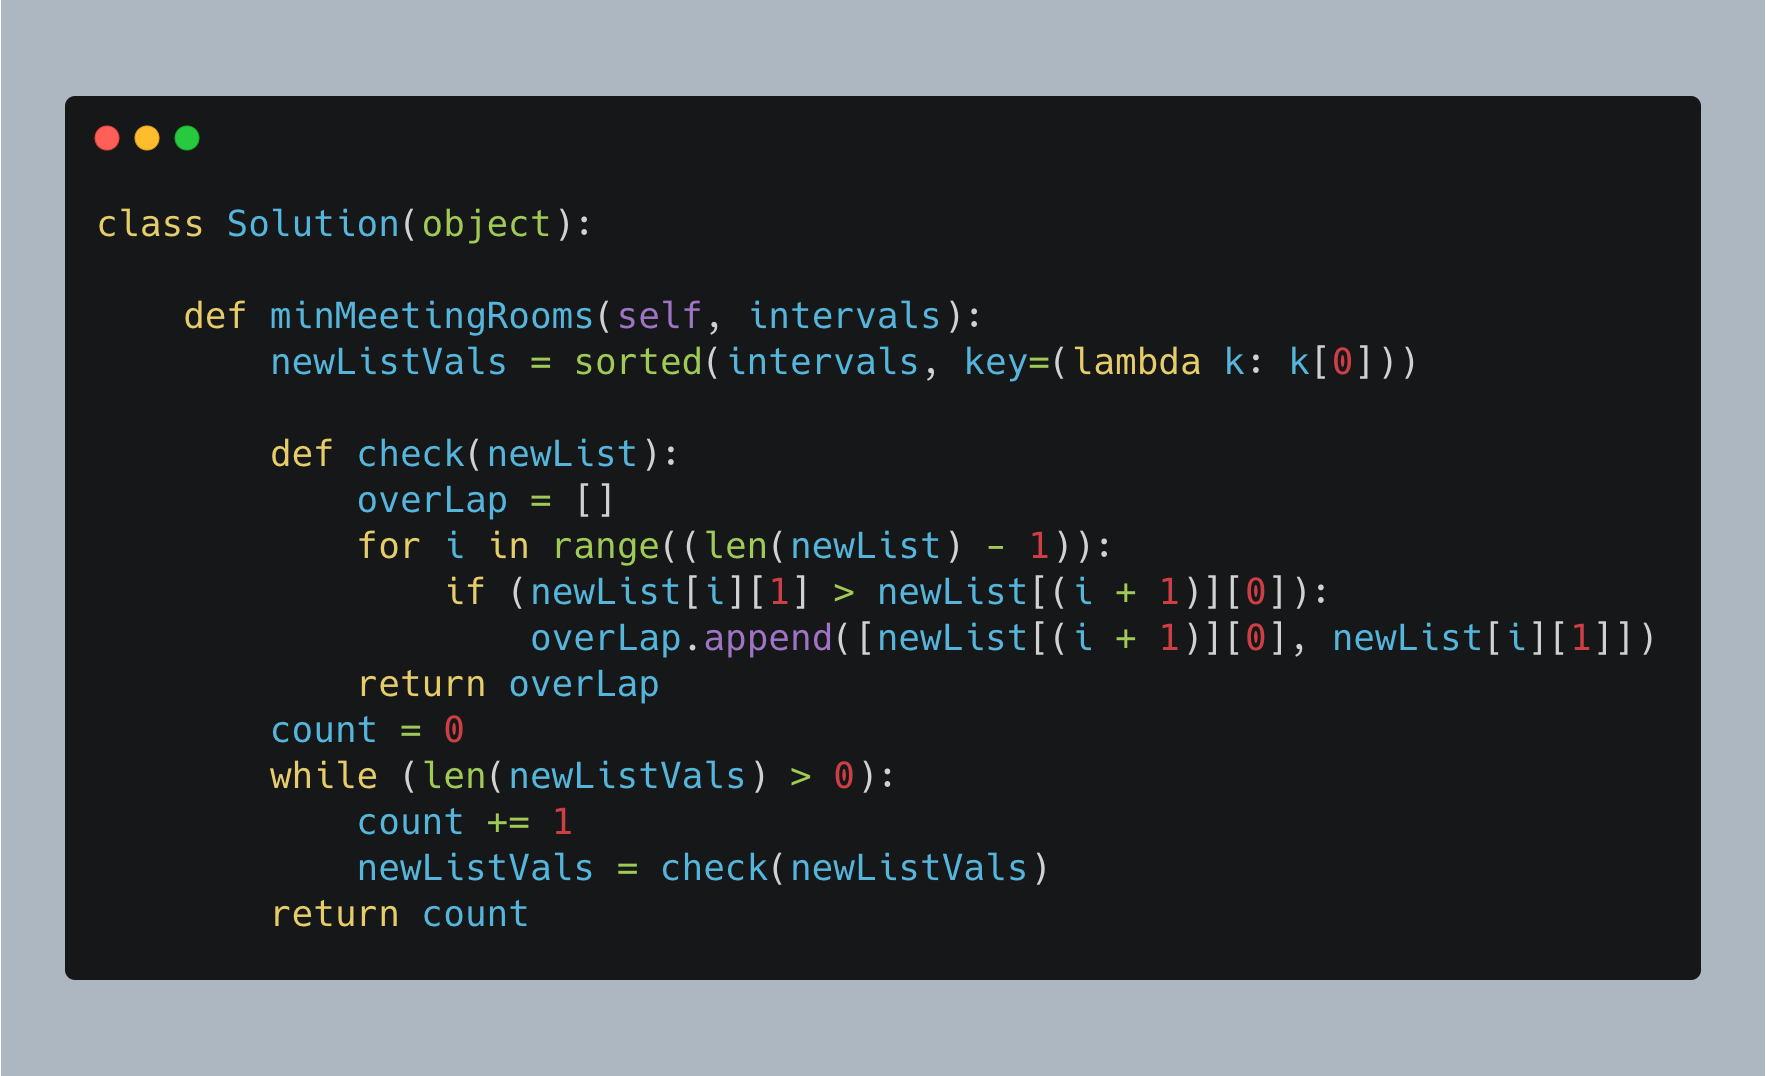 class Solution(object):
    def minMeetingRooms(self, intervals):
        newListVals = sorted(intervals, key=(lambda k: k[0]))
        def check(newList):
            overLap = []
            for i in range((len(newList) - 1)):
                if (newList[i][1] > newList[(i + 1)][0]):
                    overLap.append([newList[(i + 1)][0], newList[i][1]])
            return overLap
        count = 0
        while (len(newListVals) > 0):
            count += 1
            newListVals = check(newListVals)
        return count